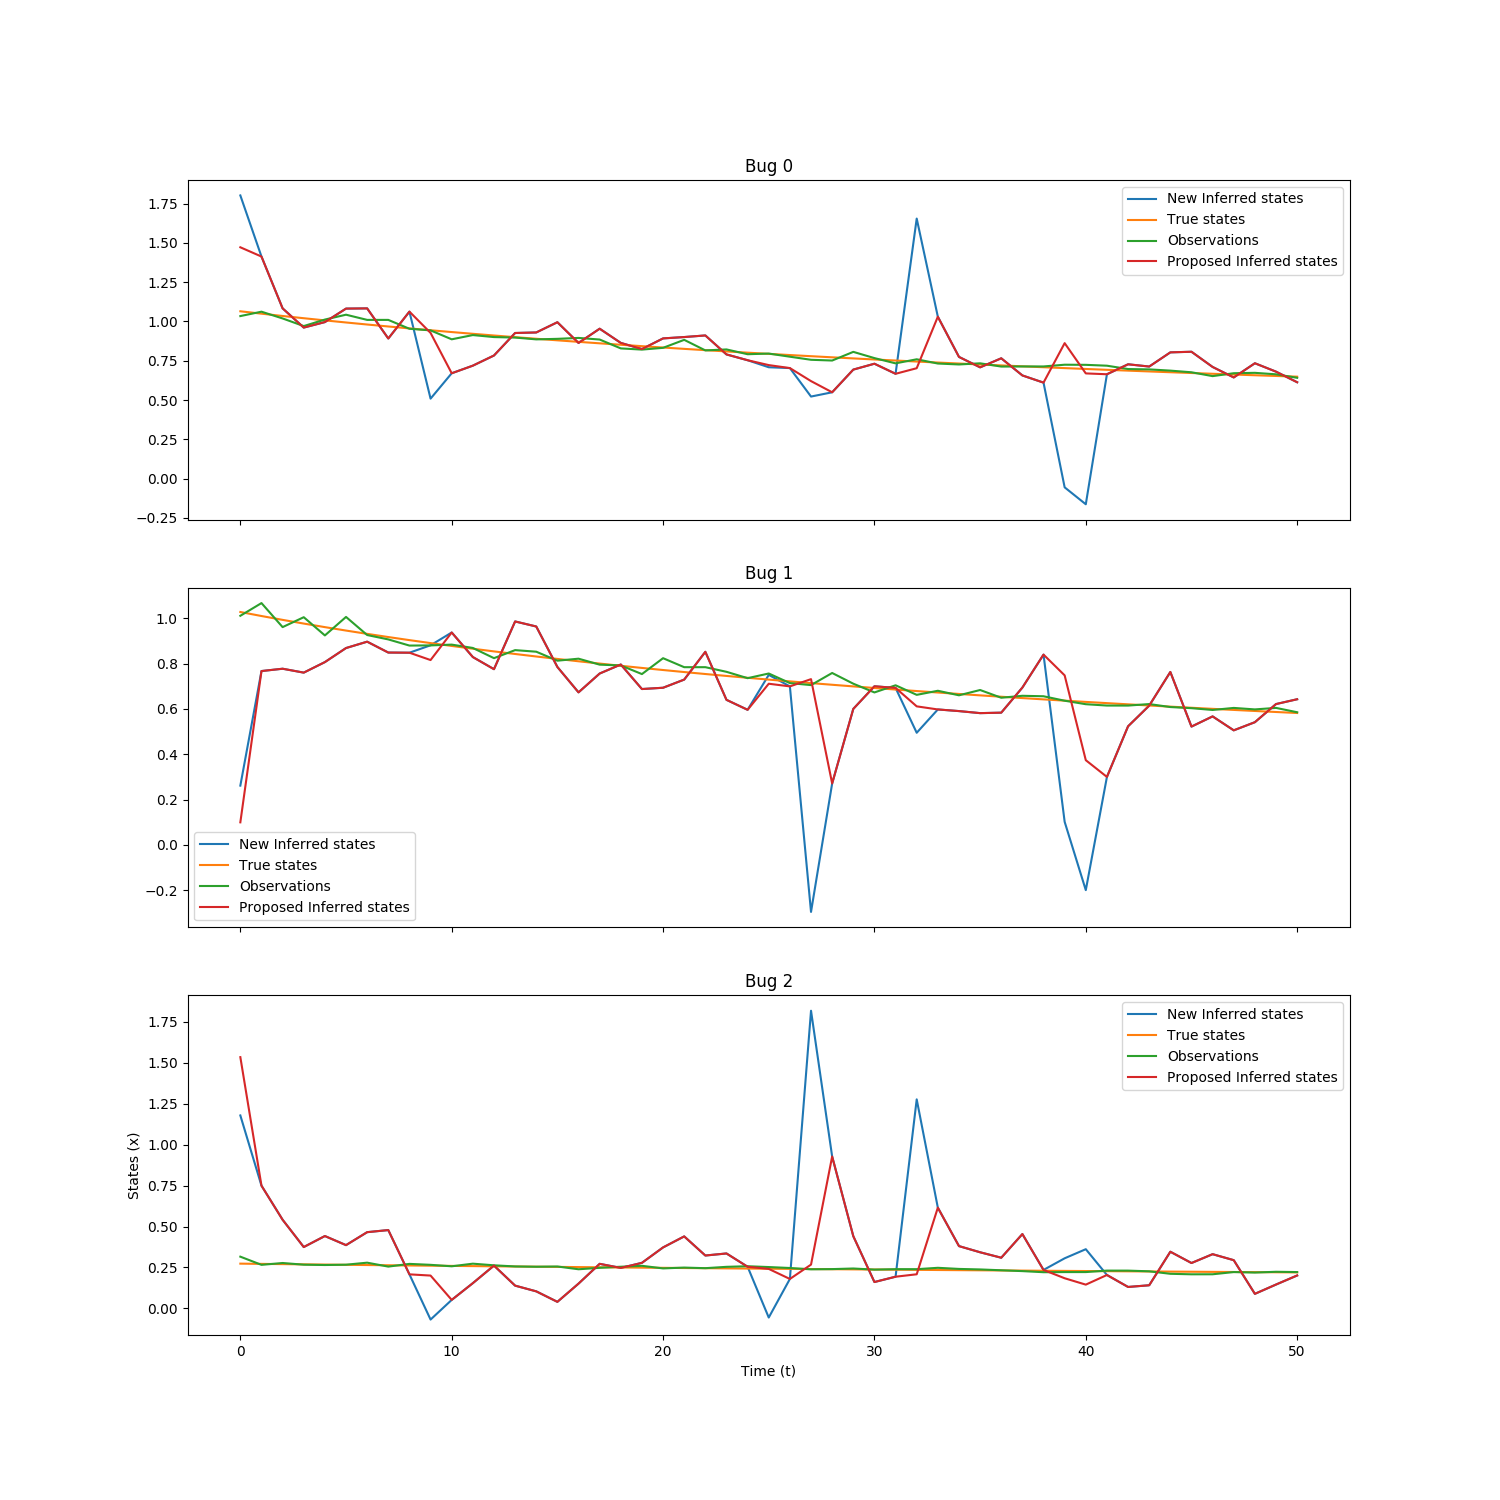 Bug 0
1.75
1.50
1.25
1.00
0.75
0.50
0.25
0.00
−0.25
New Inferred states
True states
Observations
Proposed Inferred states
Bug 1
1.0
0.8
0.6
0.4
0.2
0.0
−0.2
New Inferred states
True states
Observations
Proposed Inferred states
Bug 2
States (x)
1.75
1.50
1.25
1.00
0.75
0.50
0.25
0.00
New Inferred states
True states
Observations
Proposed Inferred states
0 10 20 30 40 50
Time (t)